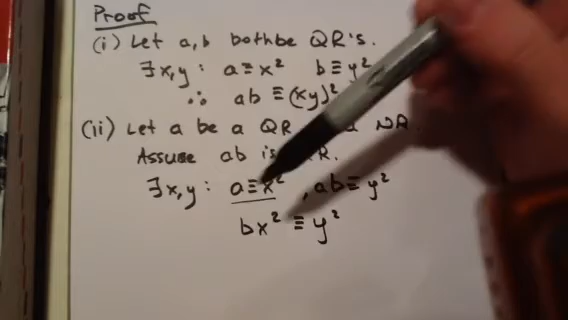 Proof
(i) Let a, b both be QR's.
∃x,y : a ≡ x² b ≡ y²
∴ ab ≡ (xy)²
(ii) Let a be a QR NR.
Assume ab is R.
∃x,y : a ≡ x² , ab ≡ y²
bx² ≡ y²